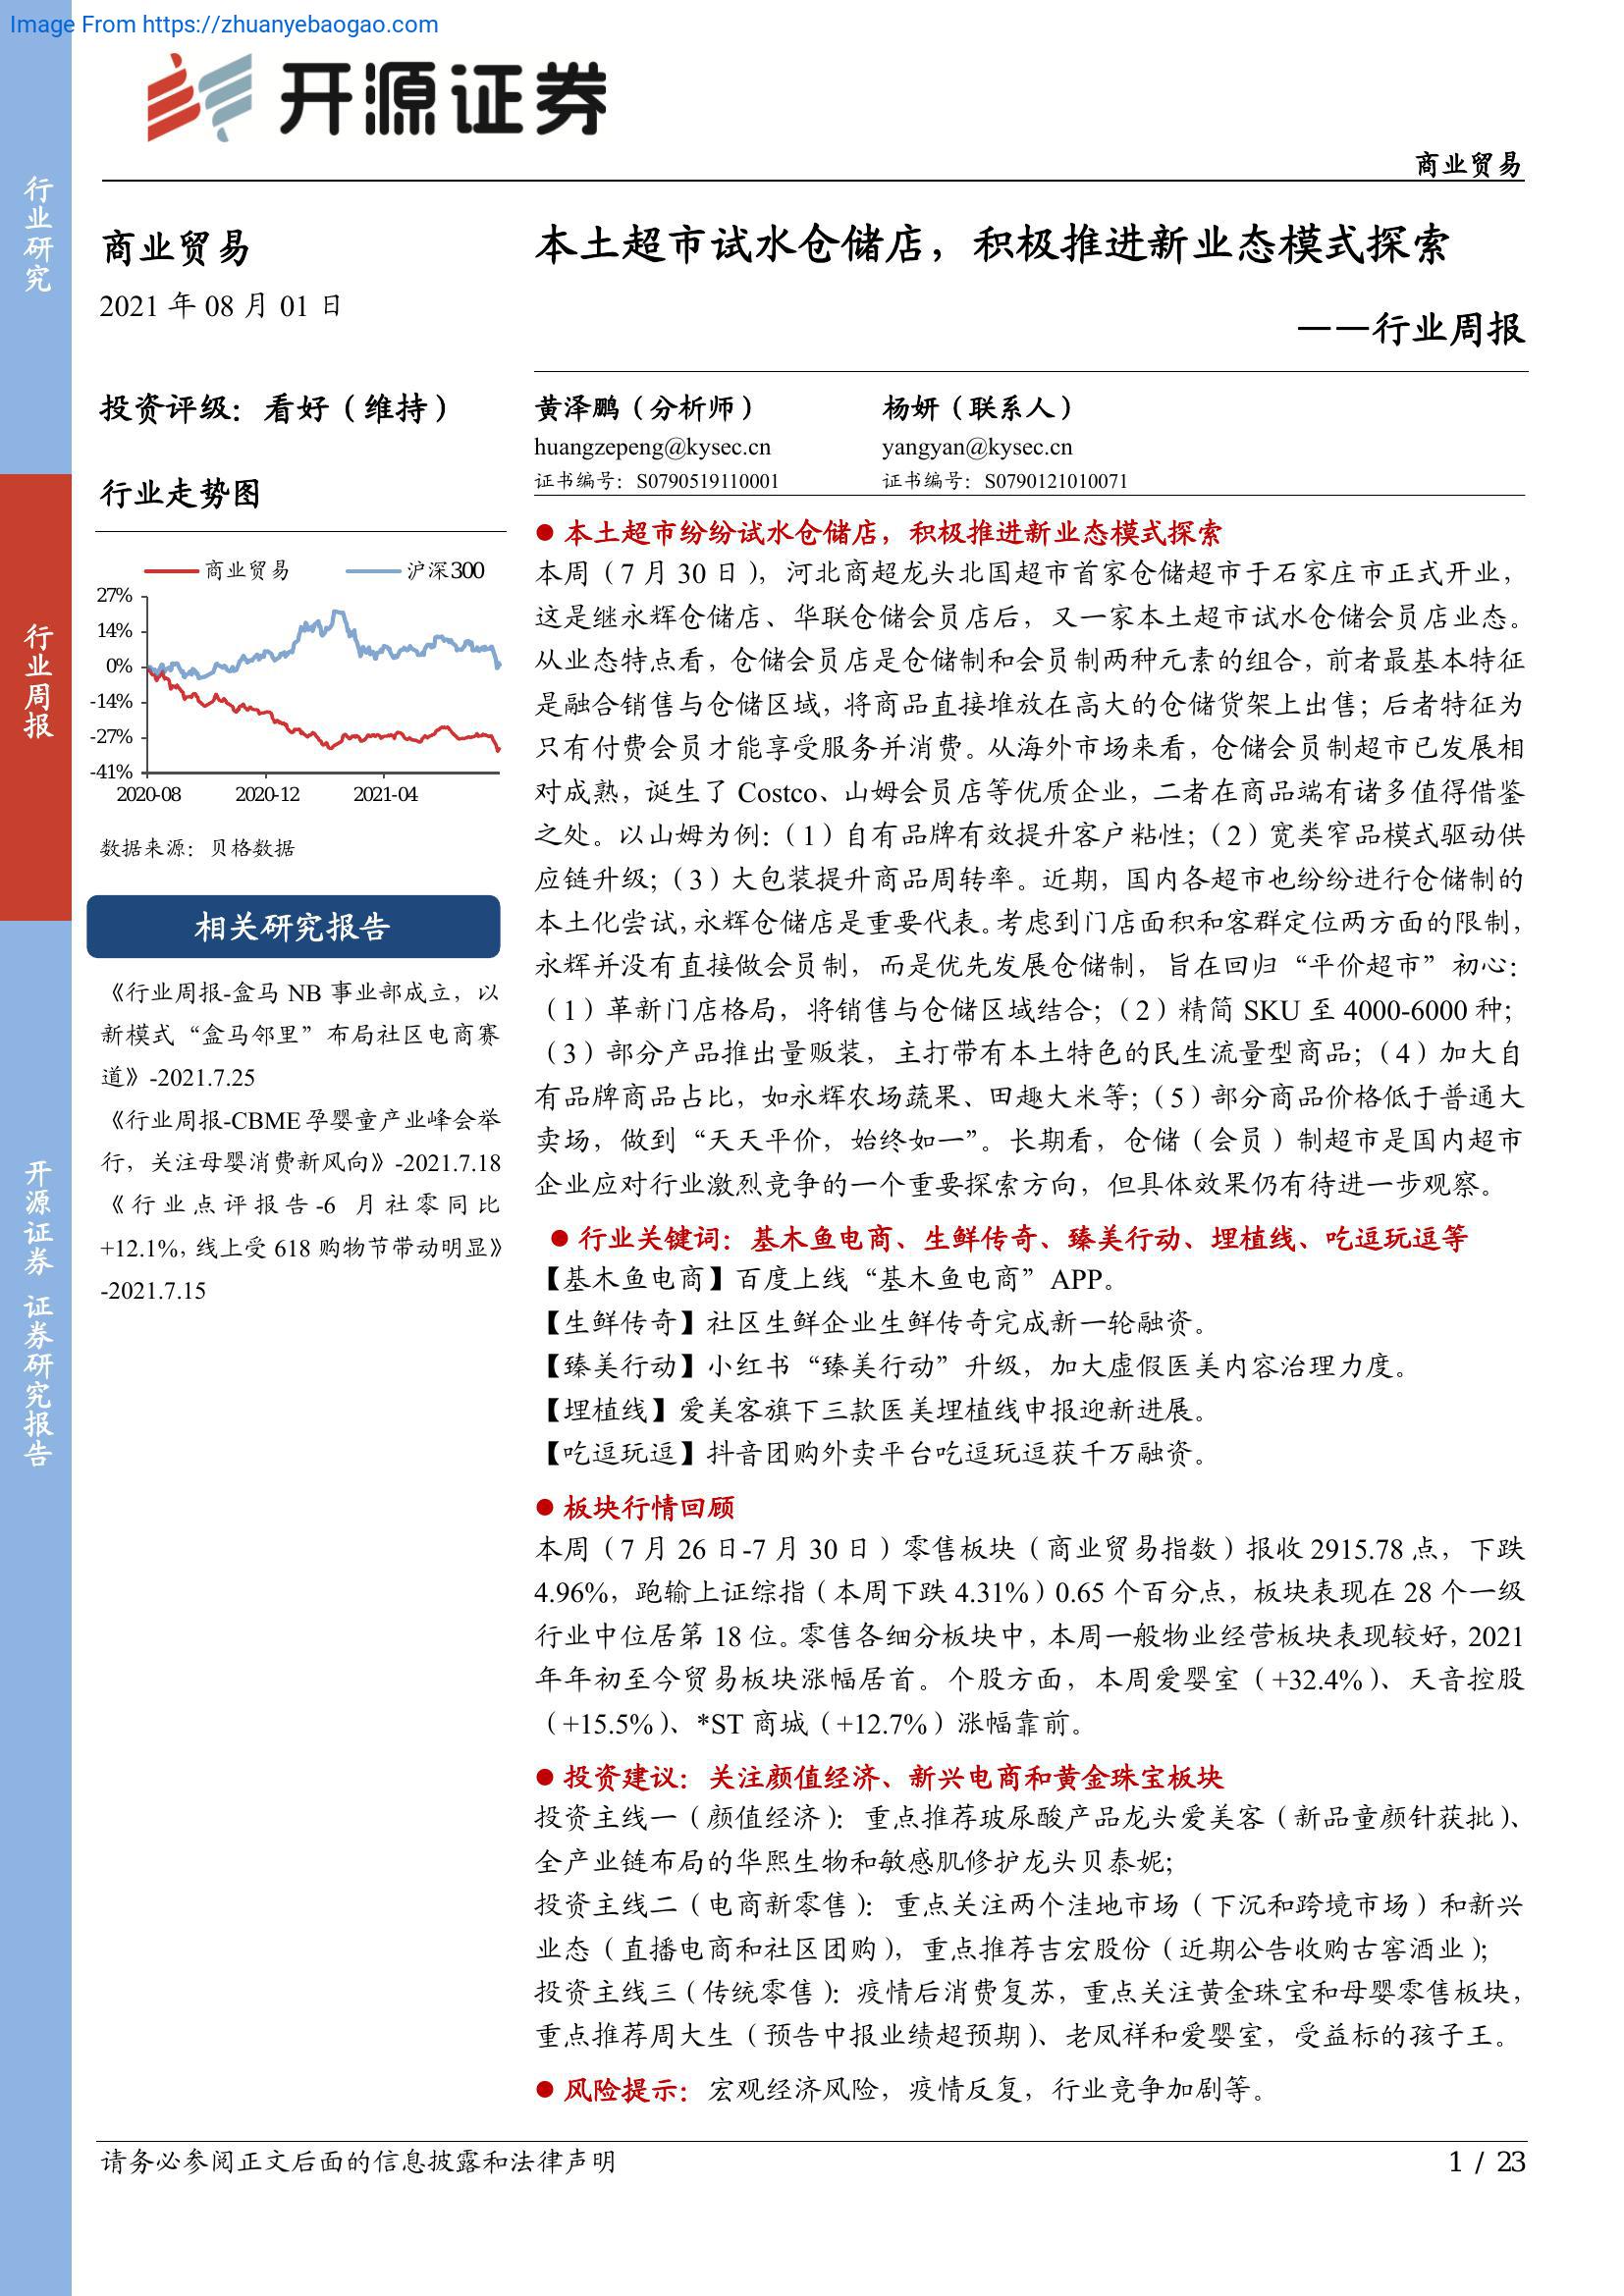 Image From https://zhuanyebaogao.com
开源证券
商业贸易
行业研究
行业周报
开源证券 证券研究报告
商业贸易
2021 年 08 月 01 日
投资评级：看好（维持）
行业走势图
商业贸易 沪深300
27%
14%
0%
-14%
-27%
-41%
2020-08 2020-12 2021-04
数据来源：贝格数据
相关研究报告
《行业周报-盒马 NB 事业部成立，以
新模式“盒马邻里”布局社区电商赛
道》-2021.7.25
《行业周报-CBME 孕婴童产业峰会举
行，关注母婴消费新风向》-2021.7.18
《行业点评报告-6 月社零同比
+12.1%，线上受 618 购物节带动明显》
-2021.7.15
本土超市试水仓储店，积极推进新业态模式探索
——行业周报
黄泽鹏（分析师） 杨妍（联系人）
huangzepeng@kysec.cn yangyan@kysec.cn
证书编号：S0790519110001 证书编号：S0790121010071
● 本土超市纷纷试水仓储店，积极推进新业态模式探索
本周（7 月 30 日），河北商超龙头北国超市首家仓储超市于石家庄市正式开业，
这是继永辉仓储店、华联仓储会员店后，又一家本土超市试水仓储会员店业态。
从业态特点看，仓储会员店是仓储制和会员制两种元素的组合，前者最基本特征
是融合销售与仓储区域，将商品直接堆放在高大的仓储货架上出售；后者特征为
只有付费会员才能享受服务并消费。从海外市场来看，仓储会员制超市已发展相
对成熟，诞生了 Costco、山姆会员店等优质企业，二者在商品端有诸多值得借鉴
之处。以山姆为例：（1）自有品牌有效提升客户粘性；（2）宽类窄品模式驱动供
应链升级；（3）大包装提升商品周转率。近期，国内各超市也纷纷进行仓储制的
本土化尝试，永辉仓储店是重要代表。考虑到门店面积和客群定位两方面的限制，
永辉并没有直接做会员制，而是优先发展仓储制，旨在回归“平价超市”初心：
（1）革新门店格局，将销售与仓储区域结合；（2）精简 SKU 至 4000-6000 种；
（3）部分产品推出量贩装，主打带有本土特色的民生流量型商品；（4）加大自
有品牌商品占比，如永辉农场蔬果、田趣大米等；（5）部分商品价格低于普通大
卖场，做到“天天平价，始终如一”。长期看，仓储（会员）制超市是国内超市
企业应对行业激烈竞争的一个重要探索方向，但具体效果仍有待进一步观察。
● 行业关键词：基木鱼电商、生鲜传奇、臻美行动、埋植线、吃逗玩逗等
【基木鱼电商】百度上线“基木鱼电商”APP。
【生鲜传奇】社区生鲜企业生鲜传奇完成新一轮融资。
【臻美行动】小红书“臻美行动”升级，加大虚假医美内容治理力度。
【埋植线】爱美客旗下三款医美埋植线申报迎新进展。
【吃逗玩逗】抖音团购外卖平台吃逗玩逗获千万融资。
● 板块行情回顾
本周（7 月 26 日-7 月 30 日）零售板块（商业贸易指数）报收 2915.78 点，下跌
4.96%，跑输上证综指（本周下跌 4.31%）0.65 个百分点，板块表现在 28 个一级
行业中位居第 18 位。零售各细分板块中，本周一般物业经营板块表现较好，2021
年年初至今贸易板块涨幅居首。个股方面，本周爱婴室（+32.4%）、天音控股
（+15.5%）、*ST 商城（+12.7%）涨幅靠前。
● 投资建议：关注颜值经济、新兴电商和黄金珠宝板块
投资主线一（颜值经济）：重点推荐玻尿酸产品龙头爱美客（新品童颜针获批）、
全产业链布局的华熙生物和敏感肌修护龙头贝泰妮；
投资主线二（电商新零售）：重点关注两个洼地市场（下沉和跨境市场）和新兴
业态（直播电商和社区团购），重点推荐吉宏股份（近期公告收购古窖酒业）；
投资主线三（传统零售）：疫情后消费复苏，重点关注黄金珠宝和母婴零售板块，
重点推荐周大生（预告中报业绩超预期）、老凤祥和爱婴室，受益标的孩子王。
● 风险提示：宏观经济风险，疫情反复，行业竞争加剧等。
请务必参阅正文后面的信息披露和法律声明
1 / 23